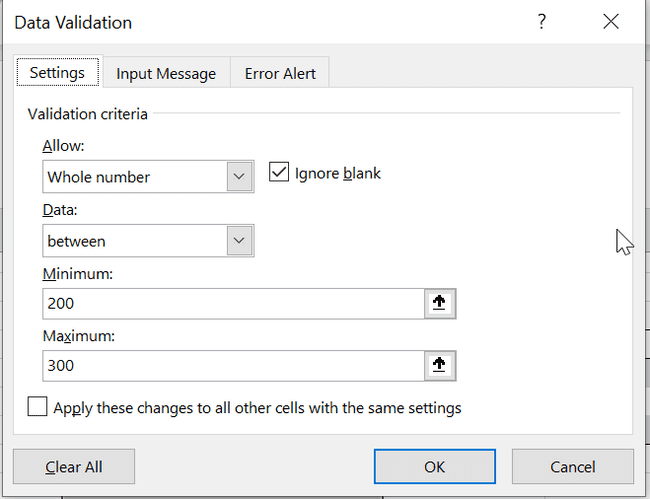 Data Validation ?
Settings Input Message Error Alert
Validation criteria
Allow:
Whole number Ignore blank
Data:
between
Minimum:
200
Maximum:
300
Apply these changes to all other cells with the same settings
Clear All OK Cancel